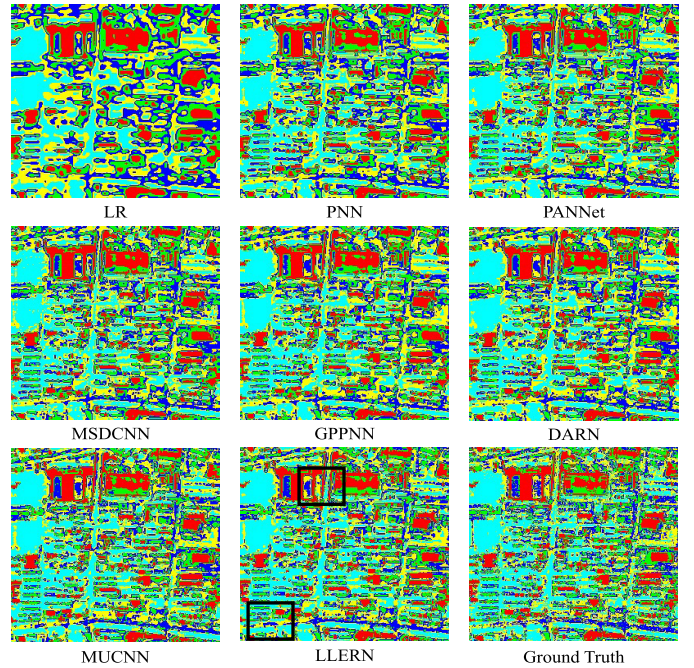 LR
PNN
PANNet
MSDCNN
GPPNN
DARN
MUCNN
LLERN
Ground Truth